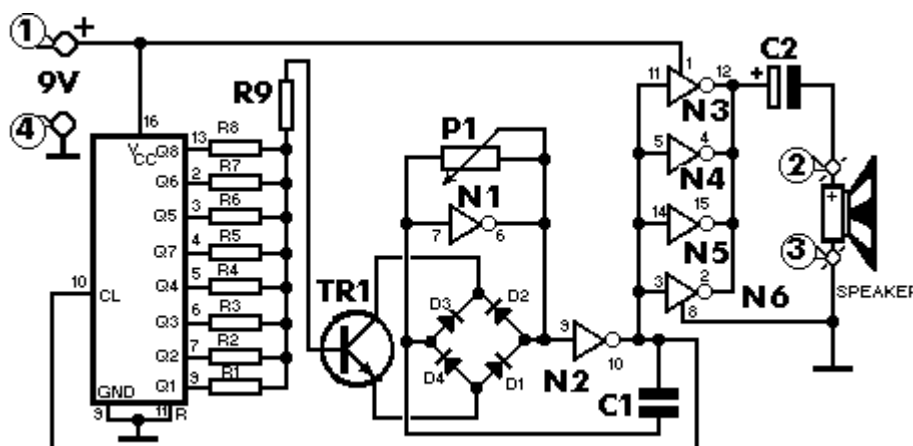 1 +
9V
4
16
VCC
13 Q8 R8
Q6 2 R7
Q5 3 R6
Q7 4 R5
Q4 5 R4
Q3 6 R3
Q2 7 R2
Q1 9 R1
10 CL
GND
9 11 R
R9
TR1
P1
N1
7 6
D3 D2
D4 D1
9 N2 10
C1
11 1 12
N3
5 4
N4
14 15
N5
3 2
8 N6
C2
+
2
+
3
SPEAKER